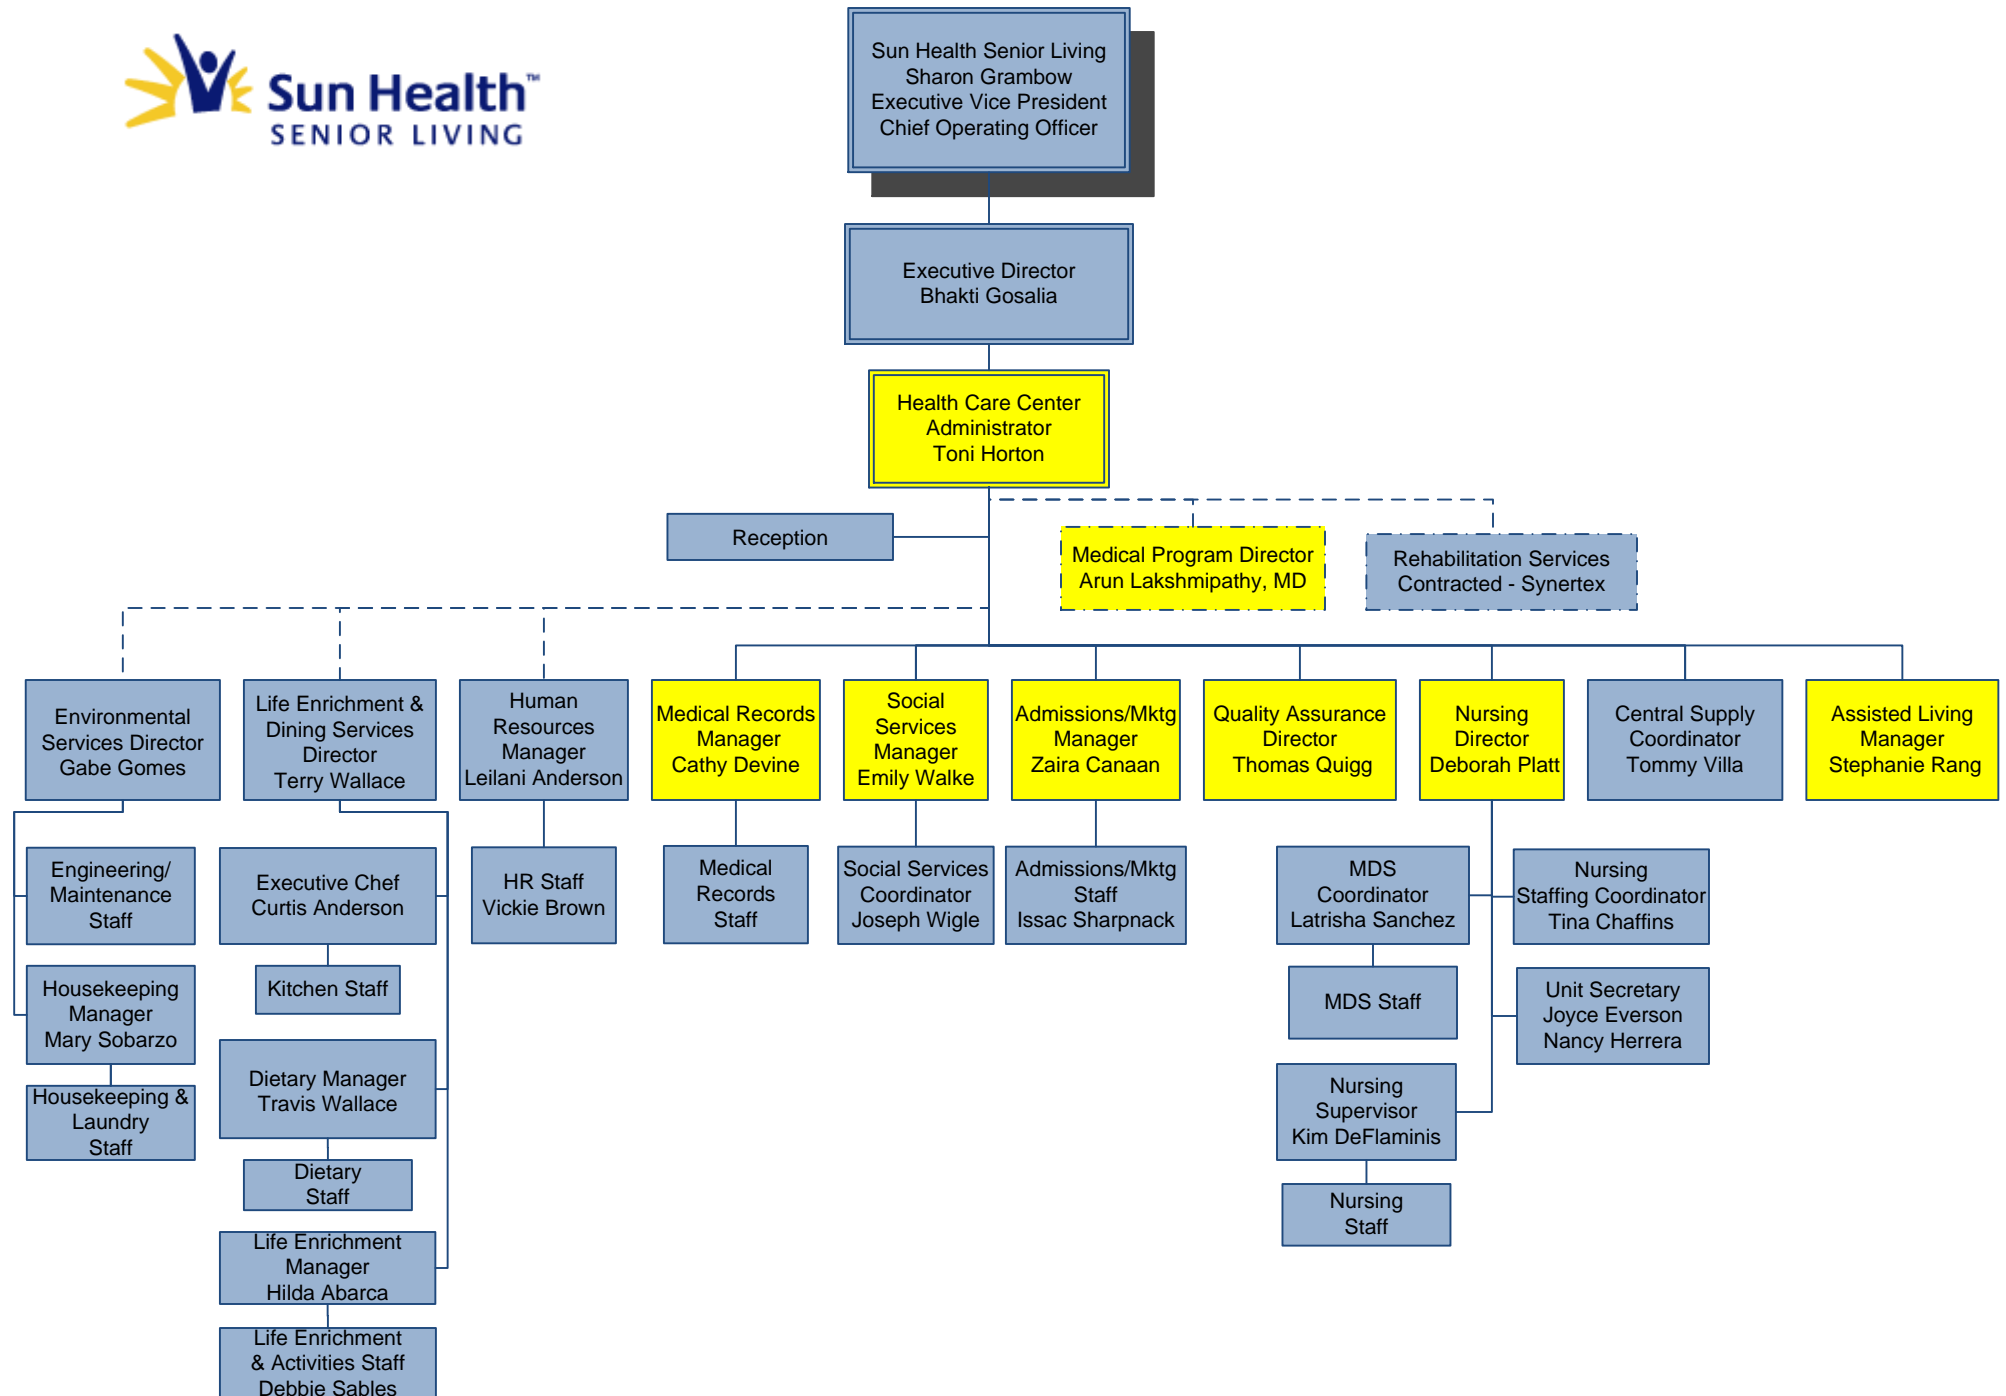 Sun Health™
SENIOR LIVING
Sun Health Senior Living
Sharon Grambow
Executive Vice President
Chief Operating Officer
Executive Director
Bhakti Gosalia
Health Care Center
Administrator
Toni Horton
Reception
Medical Program Director
Arun Lakshmipathy, MD
Rehabilitation Services
Contracted - Synertex
Environmental
Services Director
Gabe Gomes
Life Enrichment &
Dining Services
Director
Terry Wallace
Human
Resources
Manager
Leilani Anderson
Medical Records
Manager
Cathy Devine
Social
Services
Manager
Emily Walke
Admissions/Mktg
Manager
Zaira Canaan
Quality Assurance
Director
Thomas Quigg
Nursing
Director
Deborah Platt
Central Supply
Coordinator
Tommy Villa
Assisted Living
Manager
Stephanie Rang
Engineering/
Maintenance
Staff
Executive Chef
Curtis Anderson
HR Staff
Vickie Brown
Medical
Records
Staff
Social Services
Coordinator
Joseph Wigle
Admissions/Mktg
Staff
Issac Sharpnack
MDS
Coordinator
Latrisha Sanchez
Nursing
Staffing Coordinator
Tina Chaffins
Housekeeping
Manager
Mary Sobarzo
Kitchen Staff
MDS Staff
Unit Secretary
Joyce Everson
Nancy Herrera
Housekeeping &
Laundry
Staff
Dietary Manager
Travis Wallace
Nursing
Supervisor
Kim DeFlaminis
Dietary
Staff
Nursing
Staff
Life Enrichment
Manager
Hilda Abarca
Life Enrichment
& Activities Staff
Debbie Sables